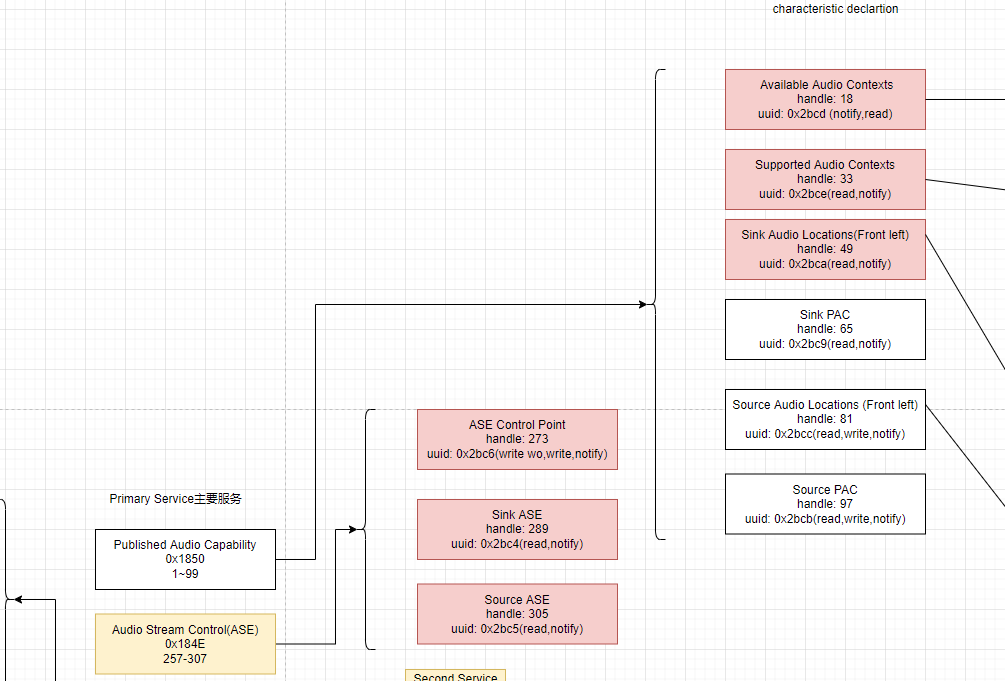 characteristic declartion
Available Audio Contexts
handle: 18
uuid: 0x2bcd (notify,read)
Supported Audio Contexts
handle: 33
uuid: 0x2bce(read,notify)
Sink Audio Locations(Front left)
handle: 49
uuid: 0x2bca(read,notify)
Sink PAC
handle: 65
uuid: 0x2bc9(read,notify)
Source Audio Locations (Front left)
handle: 81
uuid: 0x2bcc(read,write,notify)
Source PAC
handle: 97
uuid: 0x2bcb(read,write,notify)
ASE Control Point
handle: 273
uuid: 0x2bc6(write wo,write,notify)
Sink ASE
handle: 289
uuid: 0x2bc4(read,notify)
Source ASE
handle: 305
uuid: 0x2bc5(read,notify)
Primary Service主要服务
Published Audio Capability
0x1850
1~99
Audio Stream Control(ASE)
0x184E
257-307
Second Service